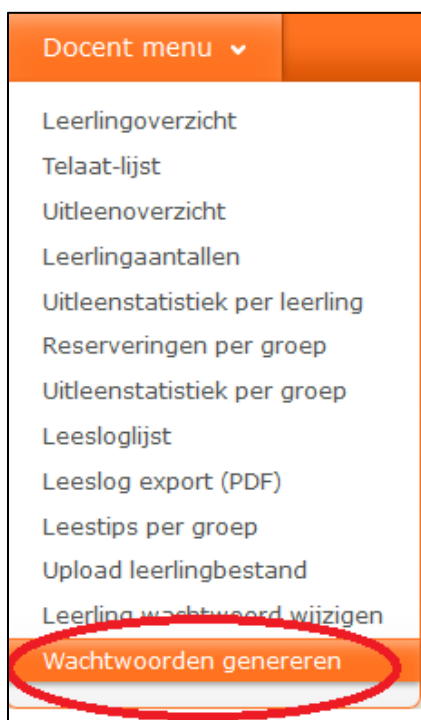 Docent menu
Leerlingoverzicht
Telaat-lijst
Uitleenoverzicht
Leerlingaantallen
Uitleenstatistiek per leerling
Reserveringen per groep
Uitleenstatistiek per groep
Leesloglijst
Leeslog export (PDF)
Leestips per groep
Upload leerlingbestand
Leerling wachtwoord wijzigen
Wachtwoorden genereren